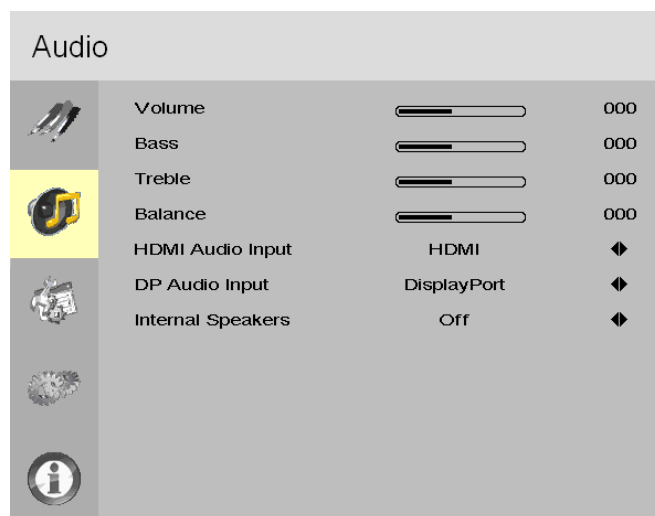 Audio
Volume 000
Bass 000
Treble 000
Balance 000
HDMI Audio Input HDMI
DP Audio Input DisplayPort
Internal Speakers Off